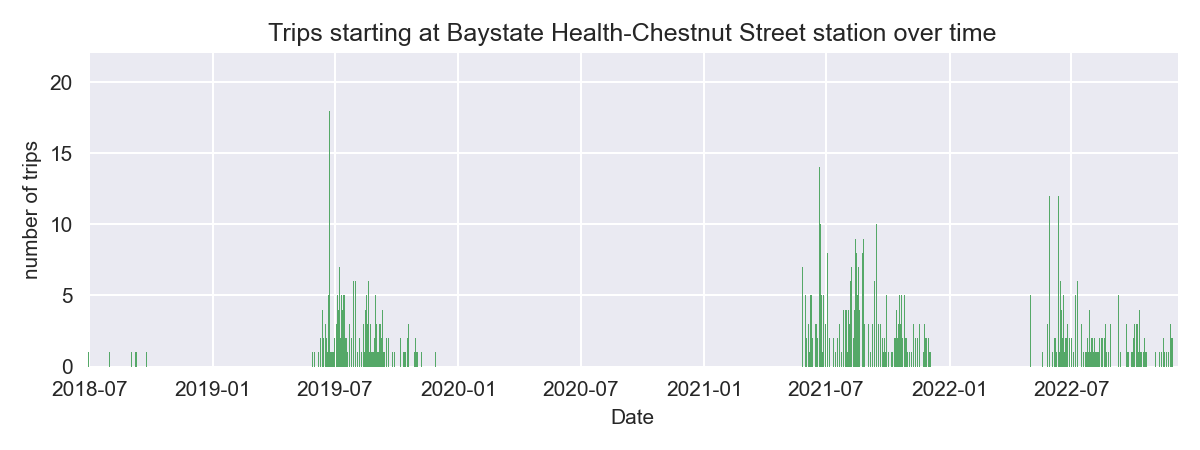 Trips starting at Baystate Health-Chestnut Street station over time
number of trips
20
15
10
5
0
2018-07 2019-01 2019-07 2020-01 2020-07 2021-01 2021-07 2022-01 2022-07
Date